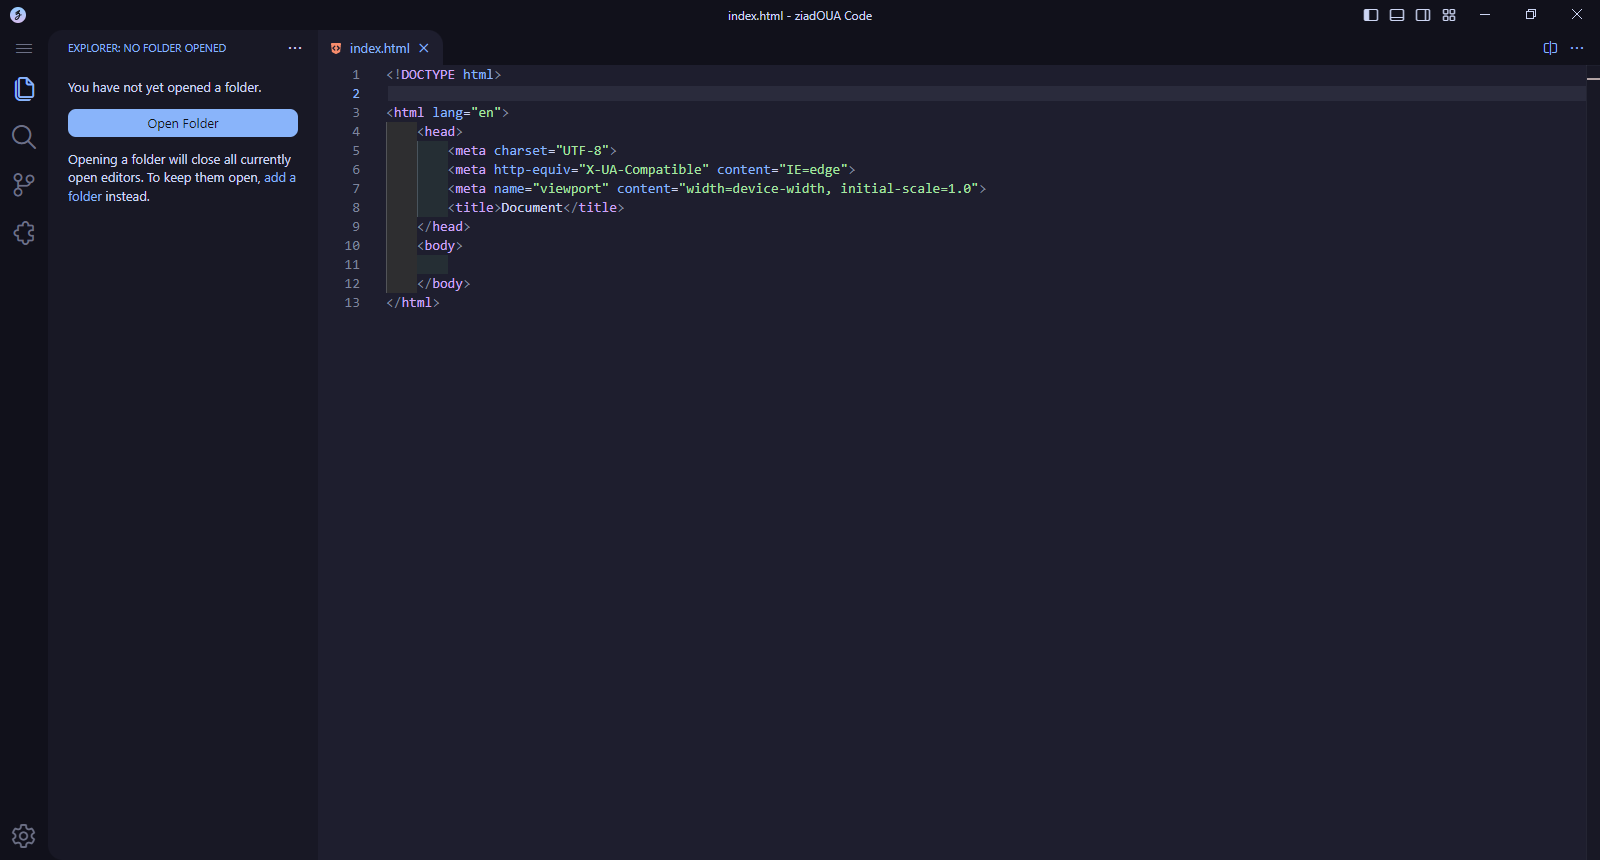 index.html - ziadOUA Code
EXPLORER: NO FOLDER OPENED
You have not yet opened a folder.
Open Folder
Opening a folder will close all currently
open editors. To keep them open, add a
folder instead.
index.html
1 <!DOCTYPE html>
2
3 <html lang="en">
4 <head>
5 <meta charset="UTF-8">
6 <meta http-equiv="X-UA-Compatible" content="IE=edge">
7 <meta name="viewport" content="width=device-width, initial-scale=1.0">
8 <title>Document</title>
9 </head>
10 <body>
11
12 </body>
13 </html>